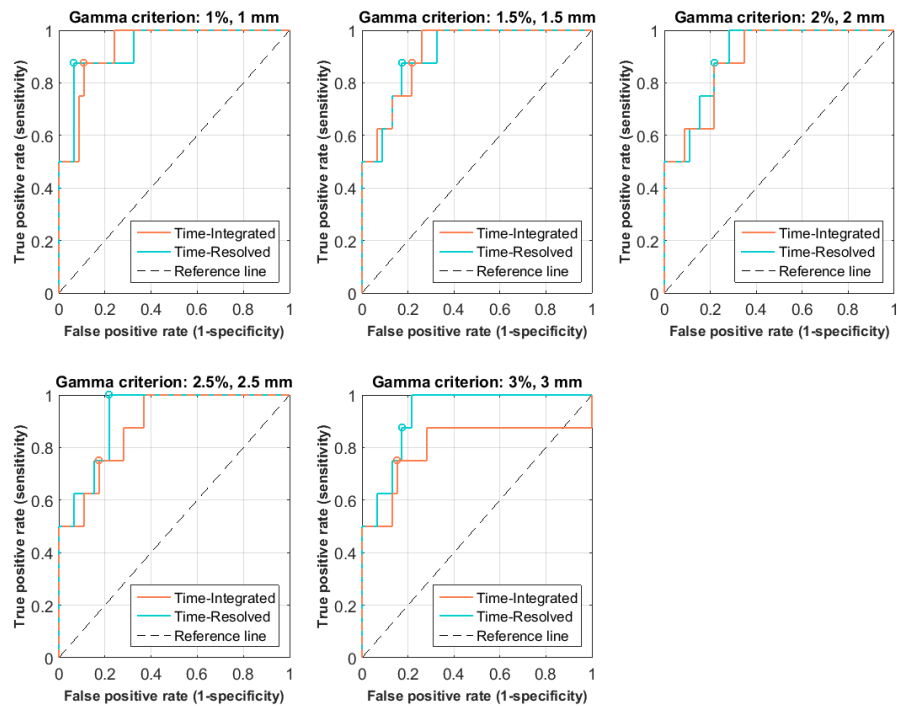 Gamma criterion: 1%, 1 mm
True positive rate (sensitivity)
1
0.8
0.6
0.4
0.2
0
Time-Integrated
Time-Resolved
Reference line
0 0.2 0.4 0.6 0.8 1
False positive rate (1-specificity)
Gamma criterion: 1.5%, 1.5 mm
True positive rate (sensitivity)
1
0.8
0.6
0.4
0.2
0
Time-Integrated
Time-Resolved
Reference line
0 0.2 0.4 0.6 0.8 1
False positive rate (1-specificity)
Gamma criterion: 2%, 2 mm
True positive rate (sensitivity)
1
0.8
0.6
0.4
0.2
0
Time-Integrated
Time-Resolved
Reference line
0 0.2 0.4 0.6 0.8 1
False positive rate (1-specificity)
Gamma criterion: 2.5%, 2.5 mm
True positive rate (sensitivity)
1
0.8
0.6
0.4
0.2
0
Time-Integrated
Time-Resolved
Reference line
0 0.2 0.4 0.6 0.8 1
False positive rate (1-specificity)
Gamma criterion: 3%, 3 mm
True positive rate (sensitivity)
1
0.8
0.6
0.4
0.2
0
Time-Integrated
Time-Resolved
Reference line
0 0.2 0.4 0.6 0.8 1
False positive rate (1-specificity)